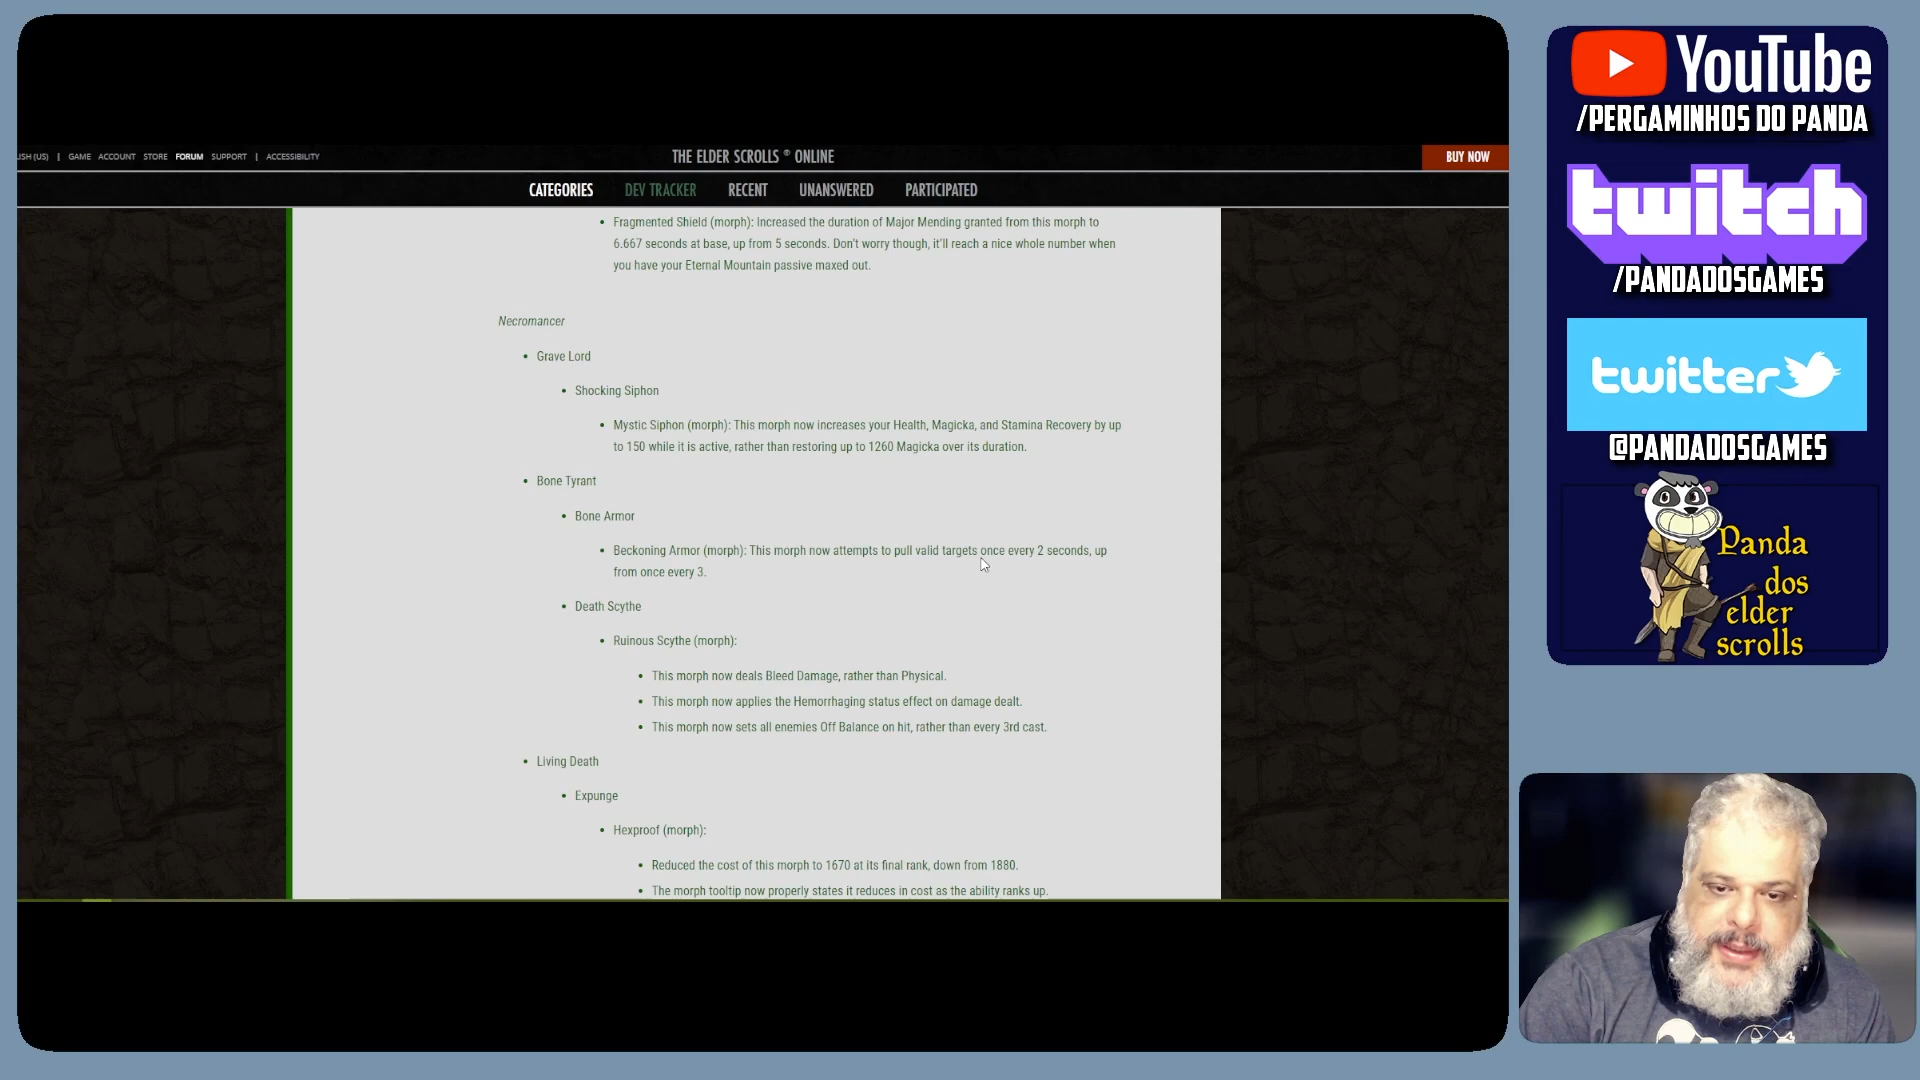 USH (US) | GAME ACCOUNT STORE FORUM SUPPORT | ACCESSIBILITY
THE ELDER SCROLLS ® ONLINE
BUY NOW
CATEGORIES DEV TRACKER RECENT UNANSWERED PARTICIPATED
• Fragmented Shield (morph): Increased the duration of Major Mending granted from this morph to
6.667 seconds at base, up from 5 seconds. Don't worry though, it'll reach a nice whole number when
you have your Eternal Mountain passive maxed out.
Necromancer
• Grave Lord
• Shocking Siphon
• Mystic Siphon (morph): This morph now increases your Health, Magicka, and Stamina Recovery by up
to 150 while it is active, rather than restoring up to 1260 Magicka over its duration.
• Bone Tyrant
• Bone Armor
• Beckoning Armor (morph): This morph now attempts to pull valid targets once every 2 seconds, up
from once every 3.
• Death Scythe
• Ruinous Scythe (morph):
• This morph now deals Bleed Damage, rather than Physical.
• This morph now applies the Hemorrhaging status effect on damage dealt.
• This morph now sets all enemies Off Balance on hit, rather than every 3rd cast.
• Living Death
• Expunge
• Hexproof (morph):
• Reduced the cost of this morph to 1670 at its final rank, down from 1880.
• The morph tooltip now properly states it reduces in cost as the ability ranks up.
YouTube
/PERGAMINHOS DO PANDA
twitch
/PANDADOSGAMES
twitter
@PANDADOSGAMES
Panda
dos
elder
scrolls